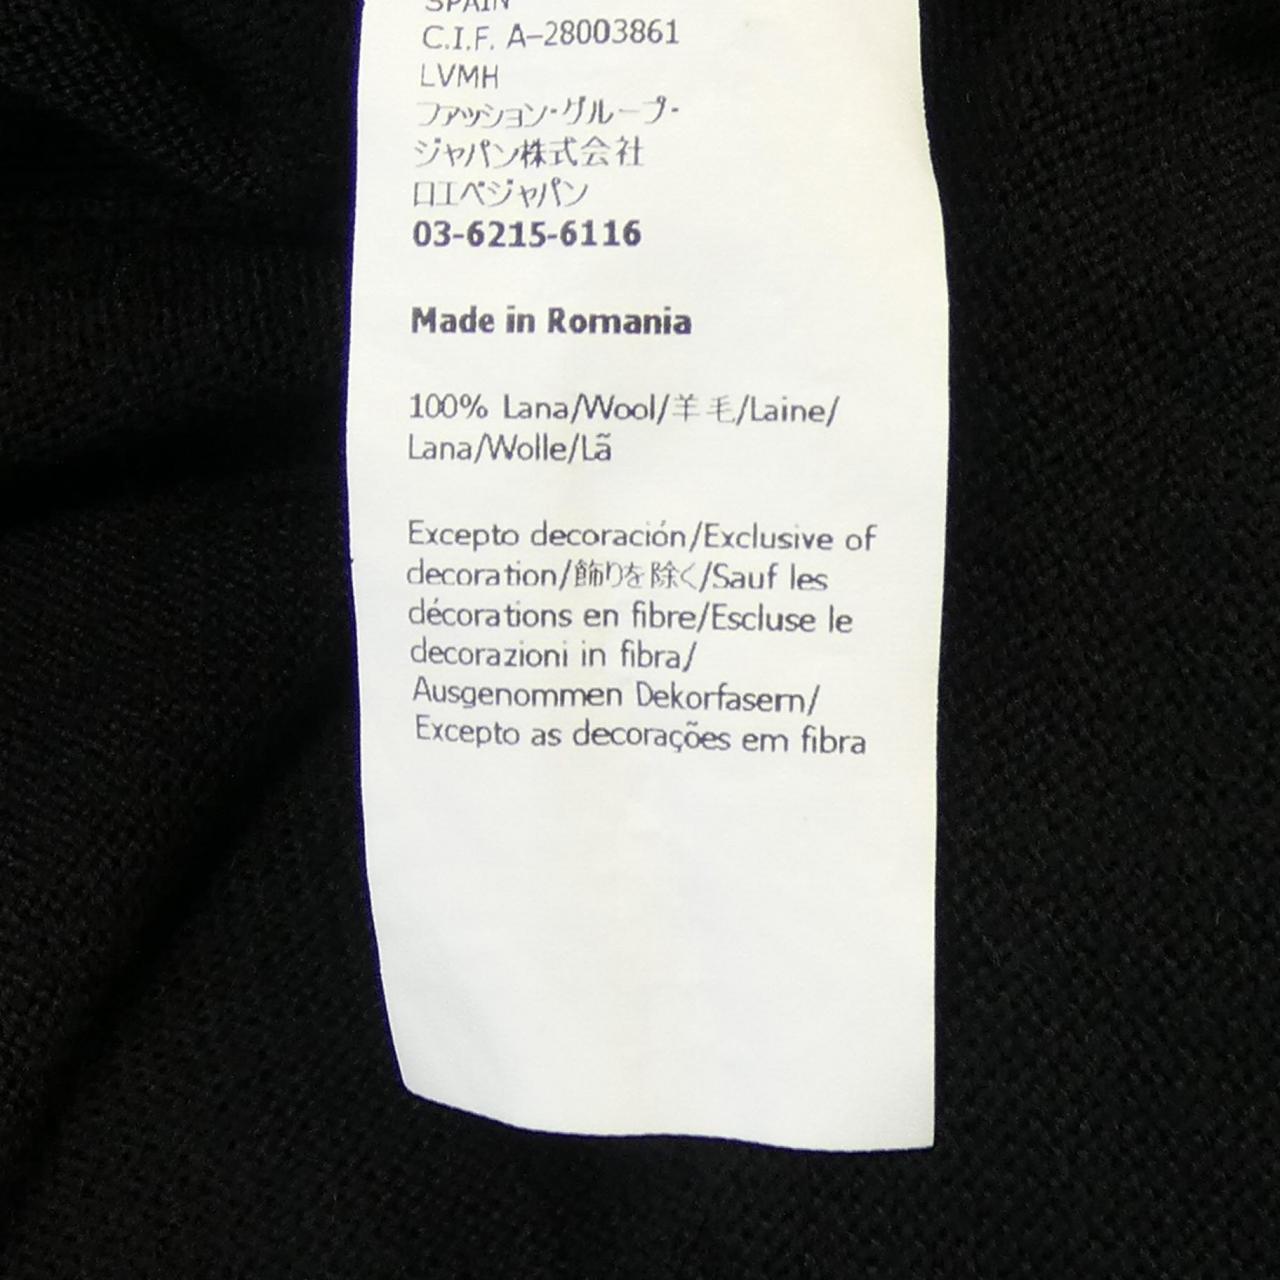 SPAIN
C.I.F. A-28003861
LVMH
ファッション・グループ・
ジャパン株式会社
ロエベジャパン
03-6215-6116
Made in Romania
100% Lana/Wool/羊毛/Laine/
Lana/Wolle/Lã
Excepto decoración/Exclusive of
decoration/飾りを除く/Sauf les
décorations en fibre/Escluse le
decorazioni in fibra/
Ausgenommen Dekorfasern/
Excepto as decorações em fibra